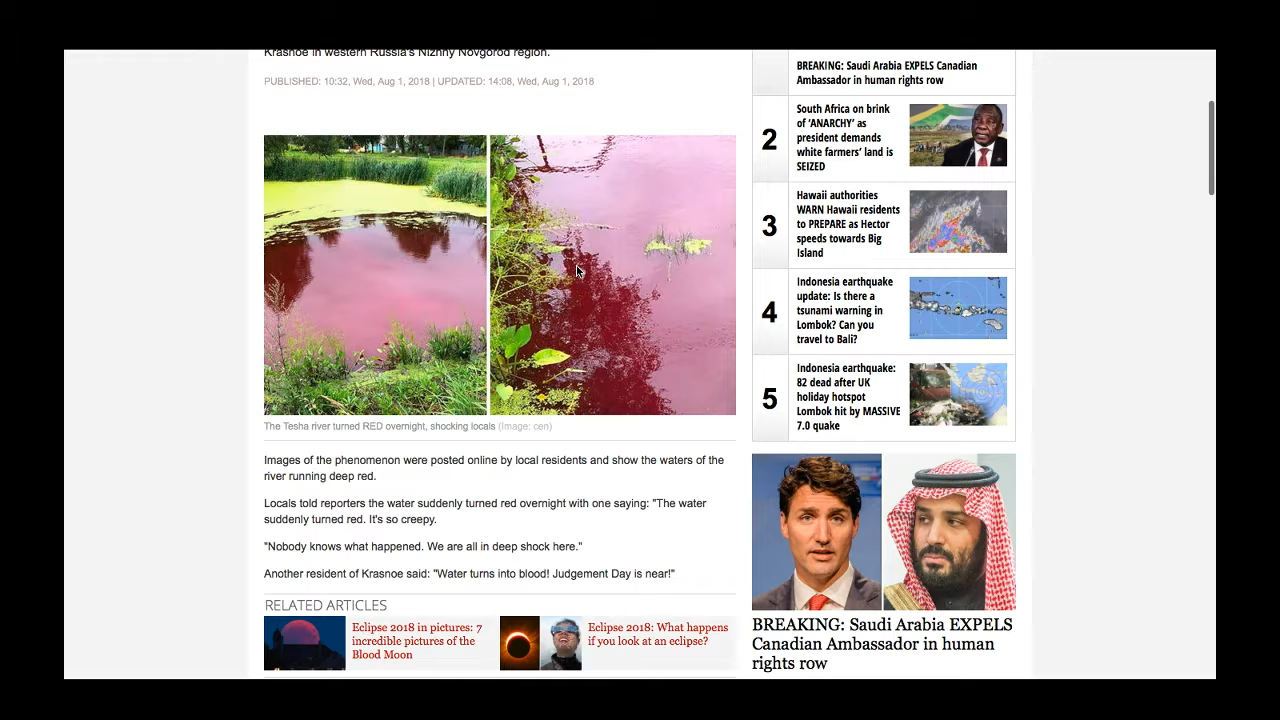 Krasnoe in western Russia's Nizhny Novgorod region.
PUBLISHED: 10:32, Wed, Aug 1, 2018 | UPDATED: 14:08, Wed, Aug 1, 2018
The Tesha river turned RED overnight, shocking locals (Image: cen)
Images of the phenomenon were posted online by local residents and show the waters of the
river running deep red.
Locals told reporters the water suddenly turned red overnight with one saying: "The water
suddenly turned red. It's so creepy.
"Nobody knows what happened. We are all in deep shock here."
Another resident of Krasnoe said: "Water turns into blood! Judgement Day is near!"
RELATED ARTICLES
Eclipse 2018 in pictures: 7
incredible pictures of the
Blood Moon
Eclipse 2018: What happens
if you look at an eclipse?
BREAKING: Saudi Arabia EXPELS Canadian
Ambassador in human rights row
2
South Africa on brink
of ‘ANARCHY’ as
president demands
white farmers’ land is
SEIZED
3
Hawaii authorities
WARN Hawaii residents
to PREPARE as Hector
speeds towards Big
Island
4
Indonesia earthquake
update: Is there a
tsunami warning in
Lombok? Can you
travel to Bali?
5
Indonesia earthquake:
82 dead after UK
holiday hotspot
Lombok hit by MASSIVE
7.0 quake
BREAKING: Saudi Arabia EXPELS
Canadian Ambassador in human
rights row